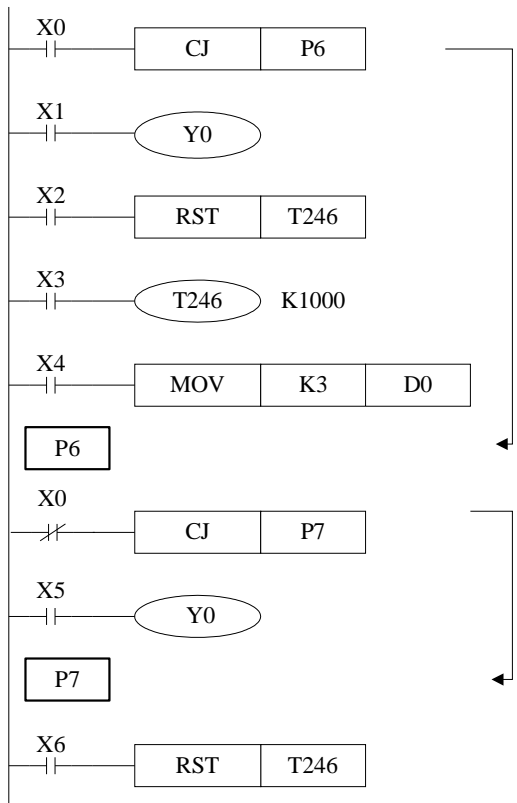 X0
CJ P6
X1
Y0
X2
RST T246
X3
T246 K1000
X4
MOV K3 D0
P6
X0
CJ P7
X5
Y0
P7
X6
RST T246